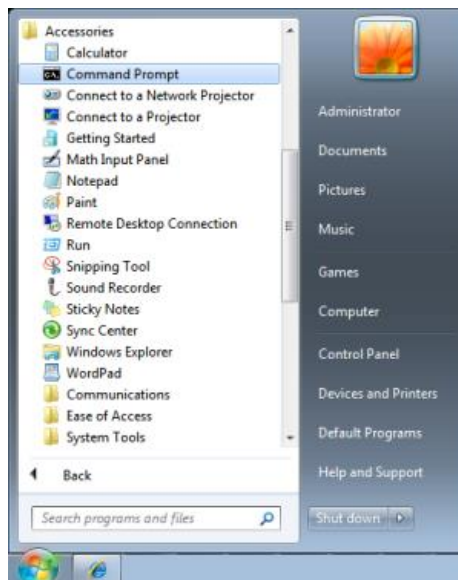 Accessories
Calculator
Command Prompt
Connect to a Network Projector
Connect to a Projector
Getting Started
Math Input Panel
Notepad
Paint
Remote Desktop Connection
Run
Snipping Tool
Sound Recorder
Sticky Notes
Sync Center
Windows Explorer
WordPad
Communications
Ease of Access
System Tools
Back
Search programs and files
Administrator
Documents
Pictures
Music
Games
Computer
Control Panel
Devices and Printers
Default Programs
Help and Support
Shut down